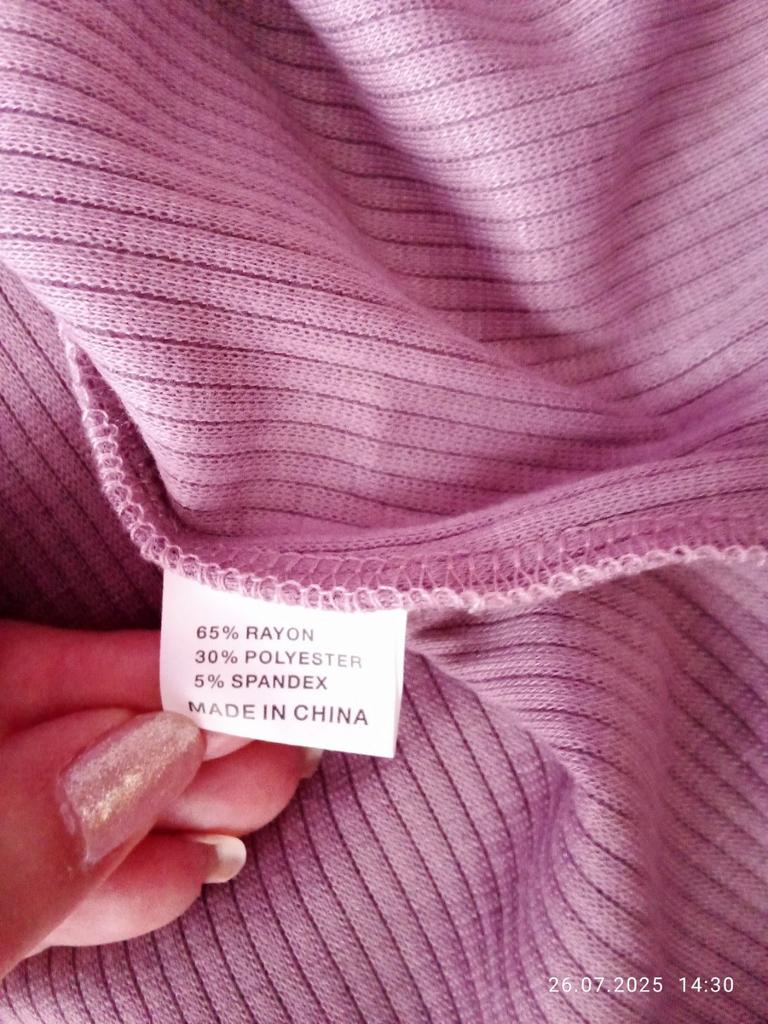 65% RAYON
30% POLYESTER
5% SPANDEX
MADE IN CHINA
26.07.2025 14:30